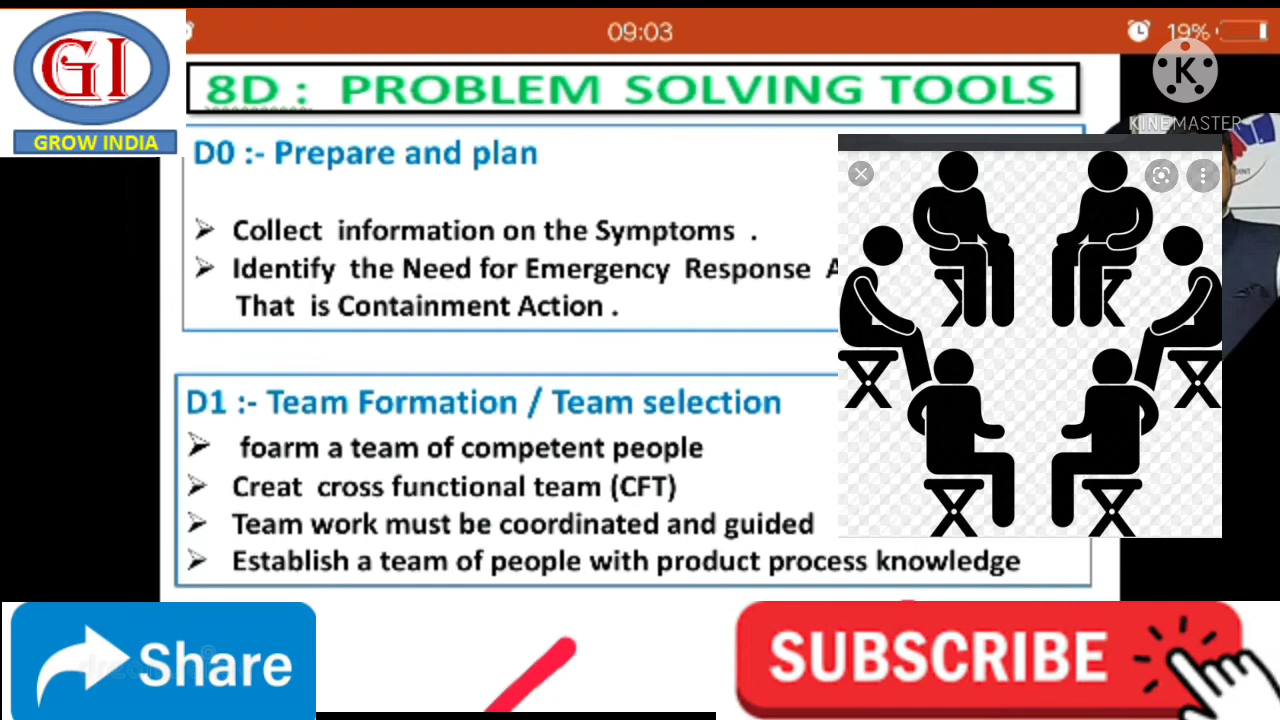 GI
GROW INDIA
09:03
19%
K
KINEMASTER
8D : PROBLEM SOLVING TOOLS
D0 :- Prepare and plan
Collect information on the Symptoms .
Identify the Need for Emergency Response A
That is Containment Action .
D1 :- Team Formation / Team selection
foarm a team of competent people
Creat cross functional team (CFT)
Team work must be coordinated and guided
Establish a team of people with product process knowledge
Share
SUBSCRIBE